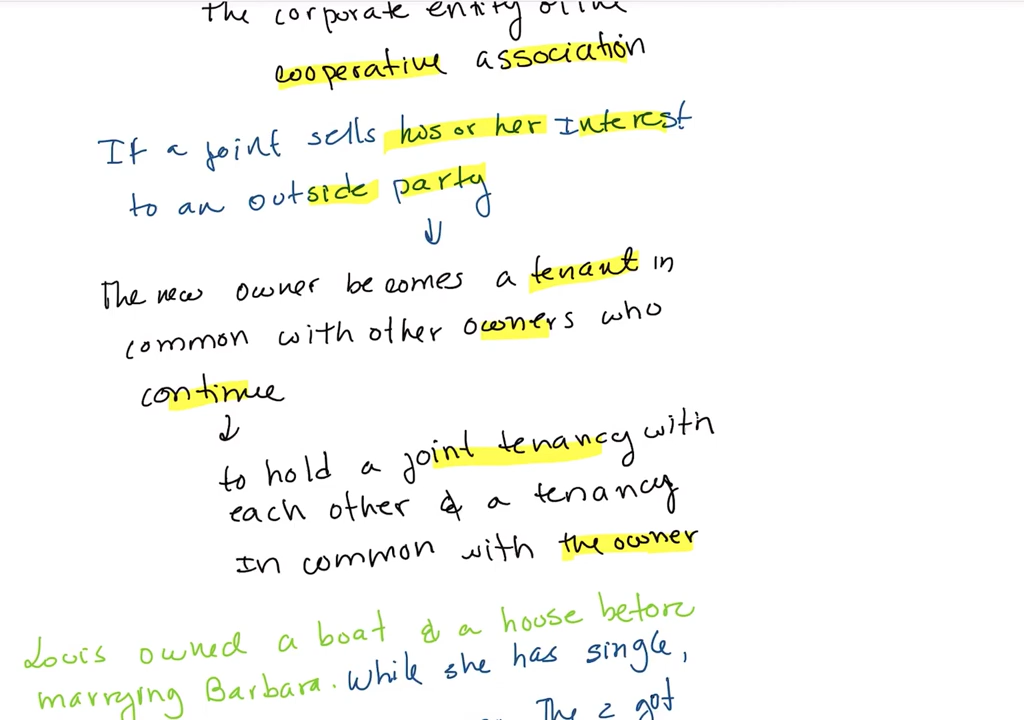 the corporate entity of the
cooperative association
If a joint sells his or her Interest
to an outside party
↓
The new owner becomes a tenant in
common with other owners who
continue
↓
to hold a joint tenancy with
each other & a tenancy
In common with the owner
Louis owned a boat & a house before
marrying Barbara. While she has single,
The 2 got